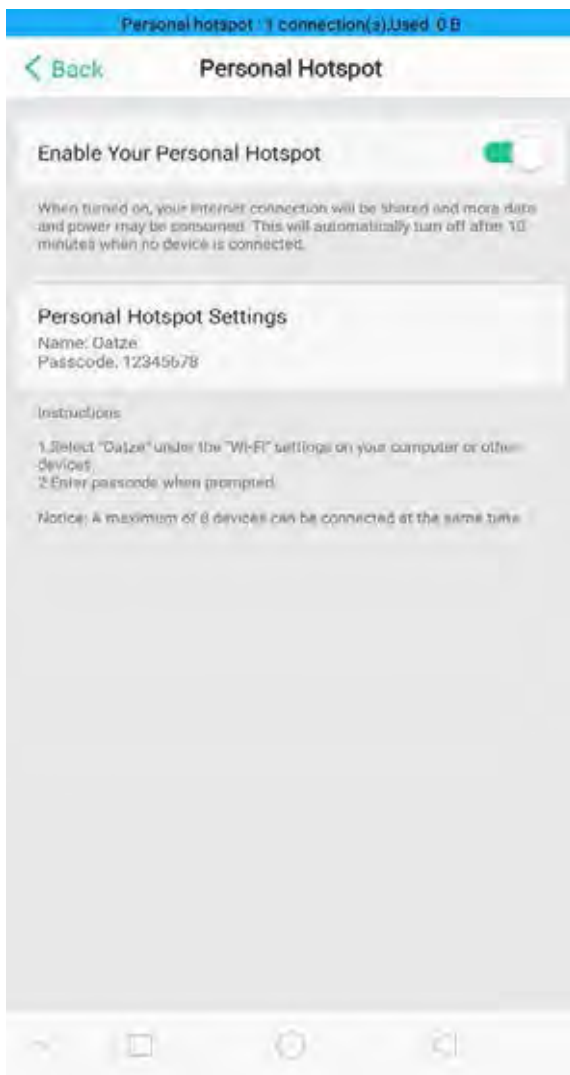 Personal hotspot : 1 connection(s),Used 0 B
Back
Personal Hotspot
Enable Your Personal Hotspot
When turned on, your internet connection will be shared and more data
and power may be consumed. This will automatically turn off after 10
minutes when no device is connected.
Personal Hotspot Settings
Name: Oatze
Passcode: 12345678
Instructions
1.Select "Oatze" under the "Wi-Fi" settings on your computer or other
devices
2.Enter passcode when prompted
Notice: A maximum of 8 devices can be connected at the same time